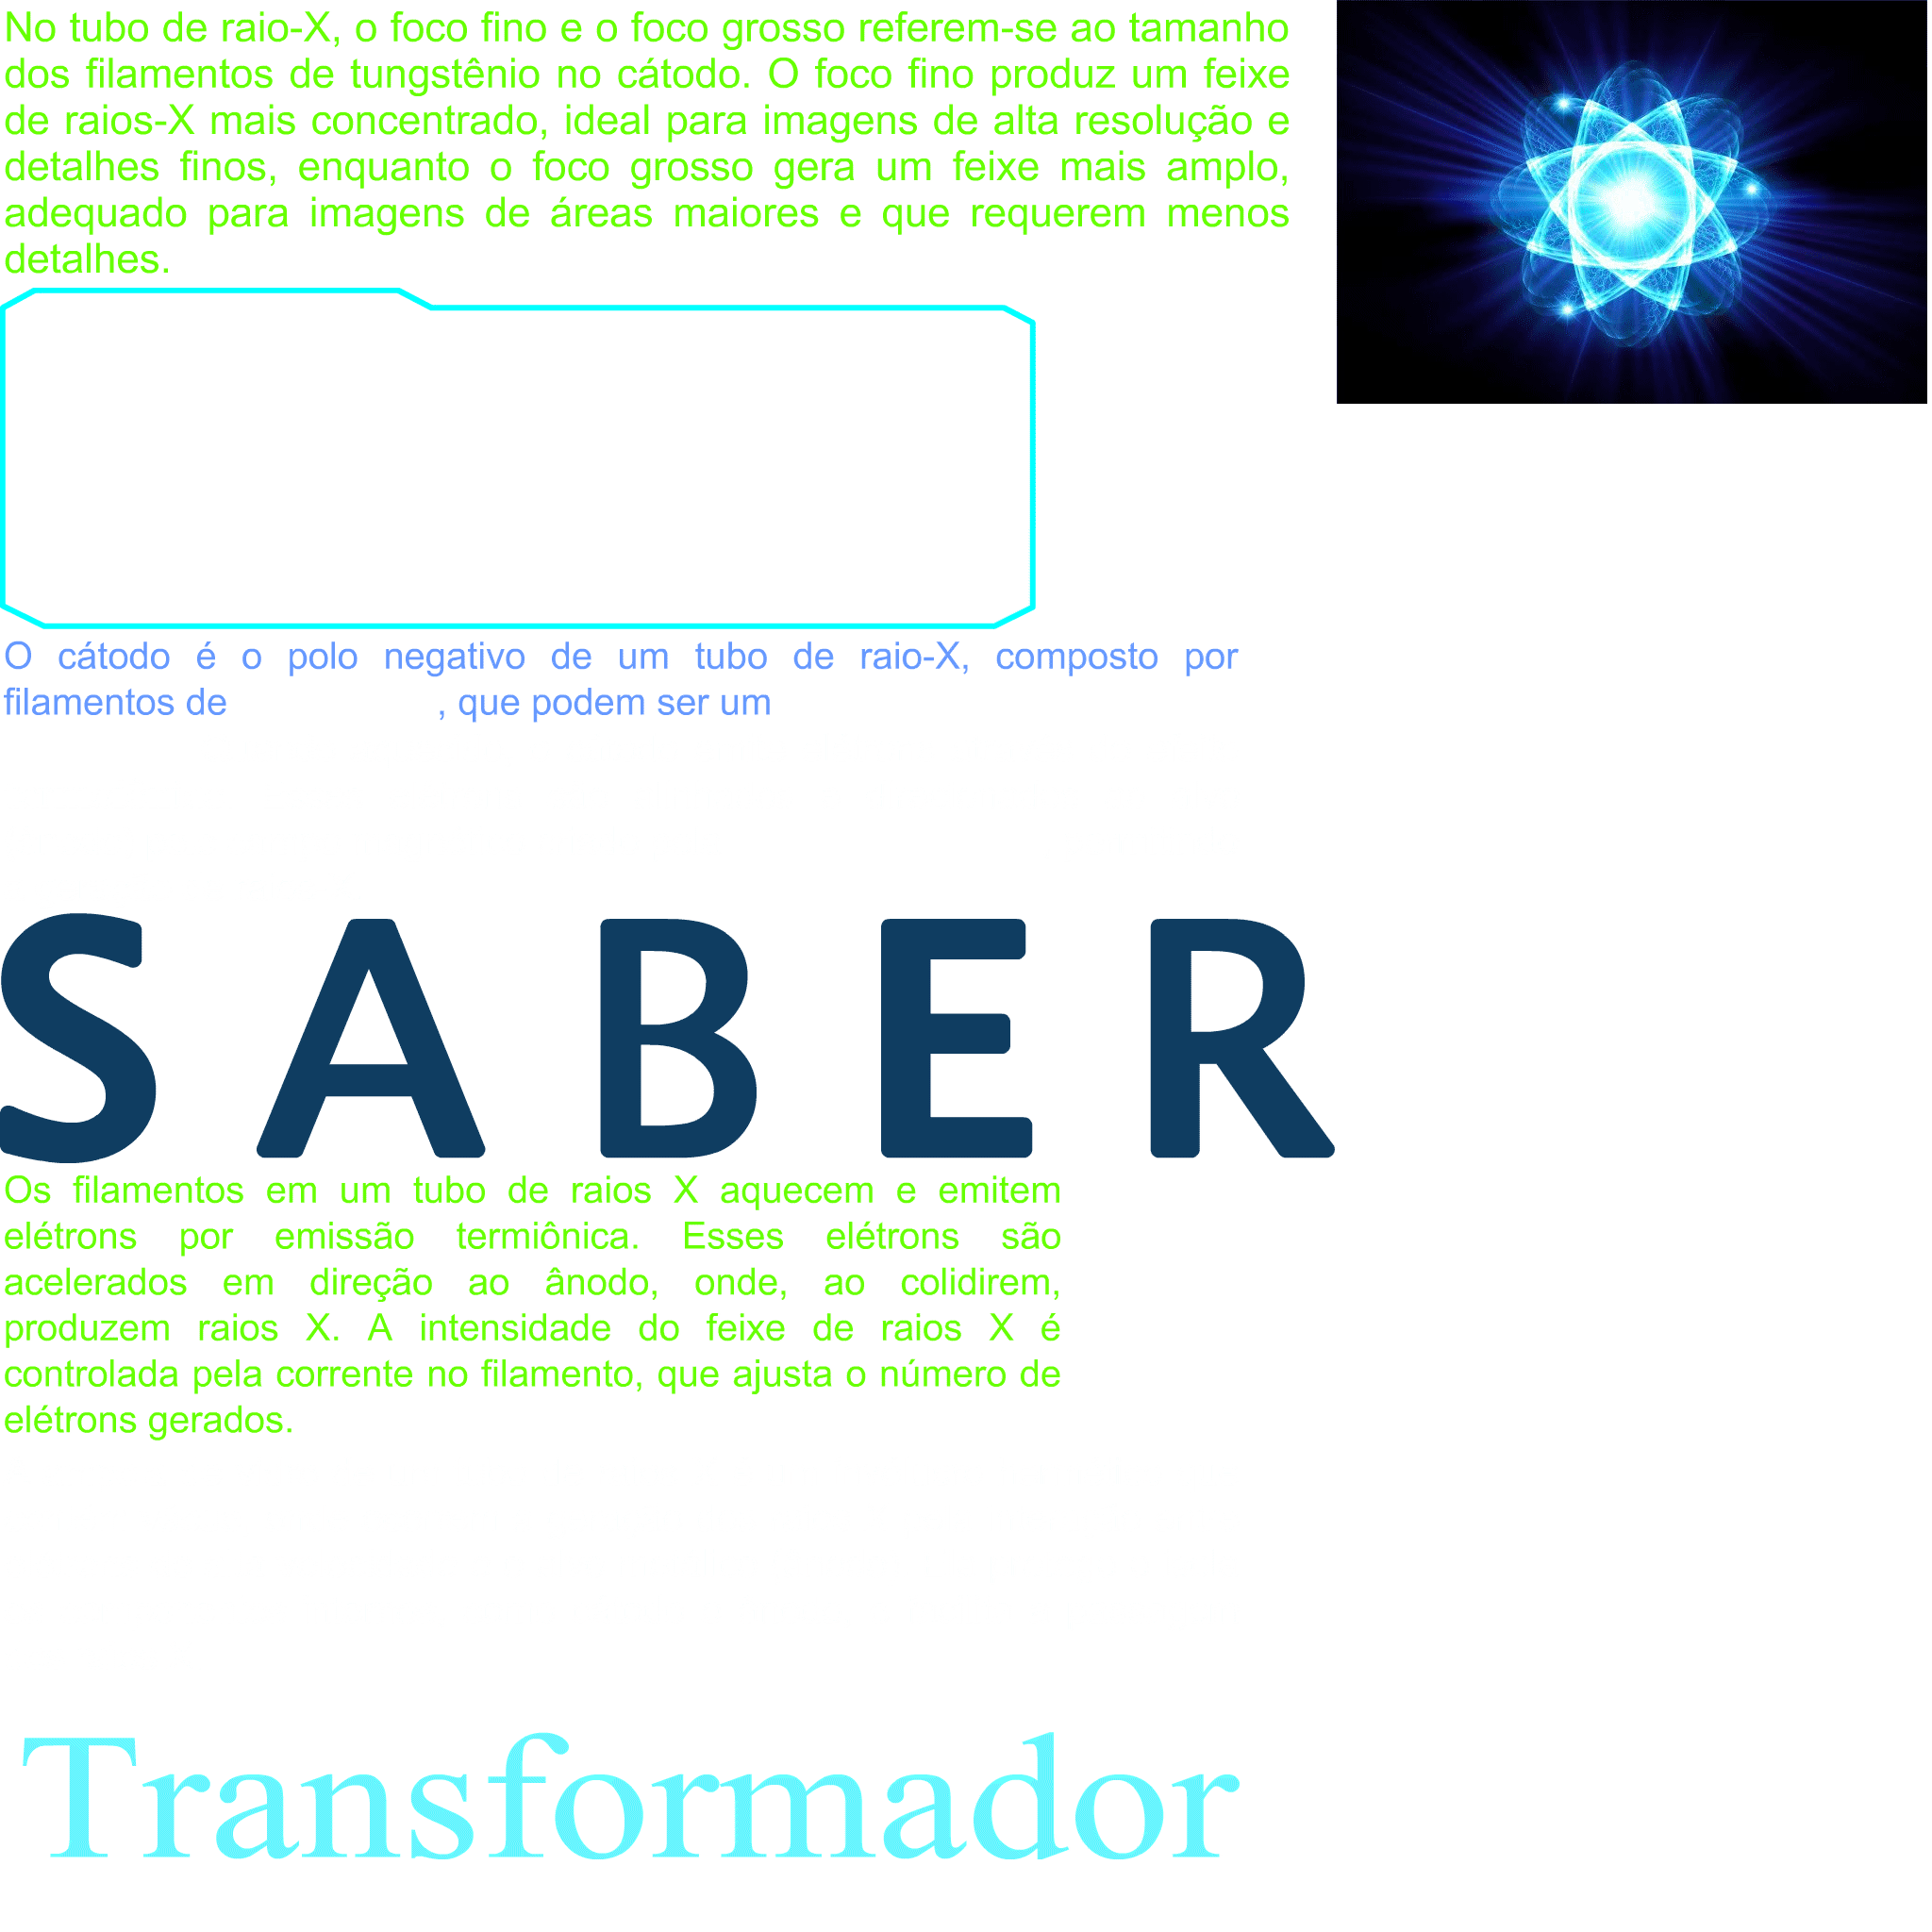 No tubo de raio-X, o foco fino e o foco grosso referem-se ao tamanho
dos filamentos de tungstênio no cátodo. O foco fino produz um feixe
de raios-X mais concentrado, ideal para imagens de alta resolução e
detalhes finos, enquanto o foco grosso gera um feixe mais amplo,
adequado para imagens de áreas maiores e que requerem menos
detalhes.
O cátodo é o polo negativo de um tubo de raio-X, composto por
filamentos de , que podem ser um
SABER
Os filamentos em um tubo de raios X aquecem e emitem
elétrons por emissão termiônica. Esses elétrons são
acelerados em direção ao ânodo, onde, ao colidirem,
produzem raios X. A intensidade do feixe de raios X é
controlada pela corrente no filamento, que ajusta o número de
elétrons gerados.
Transformador